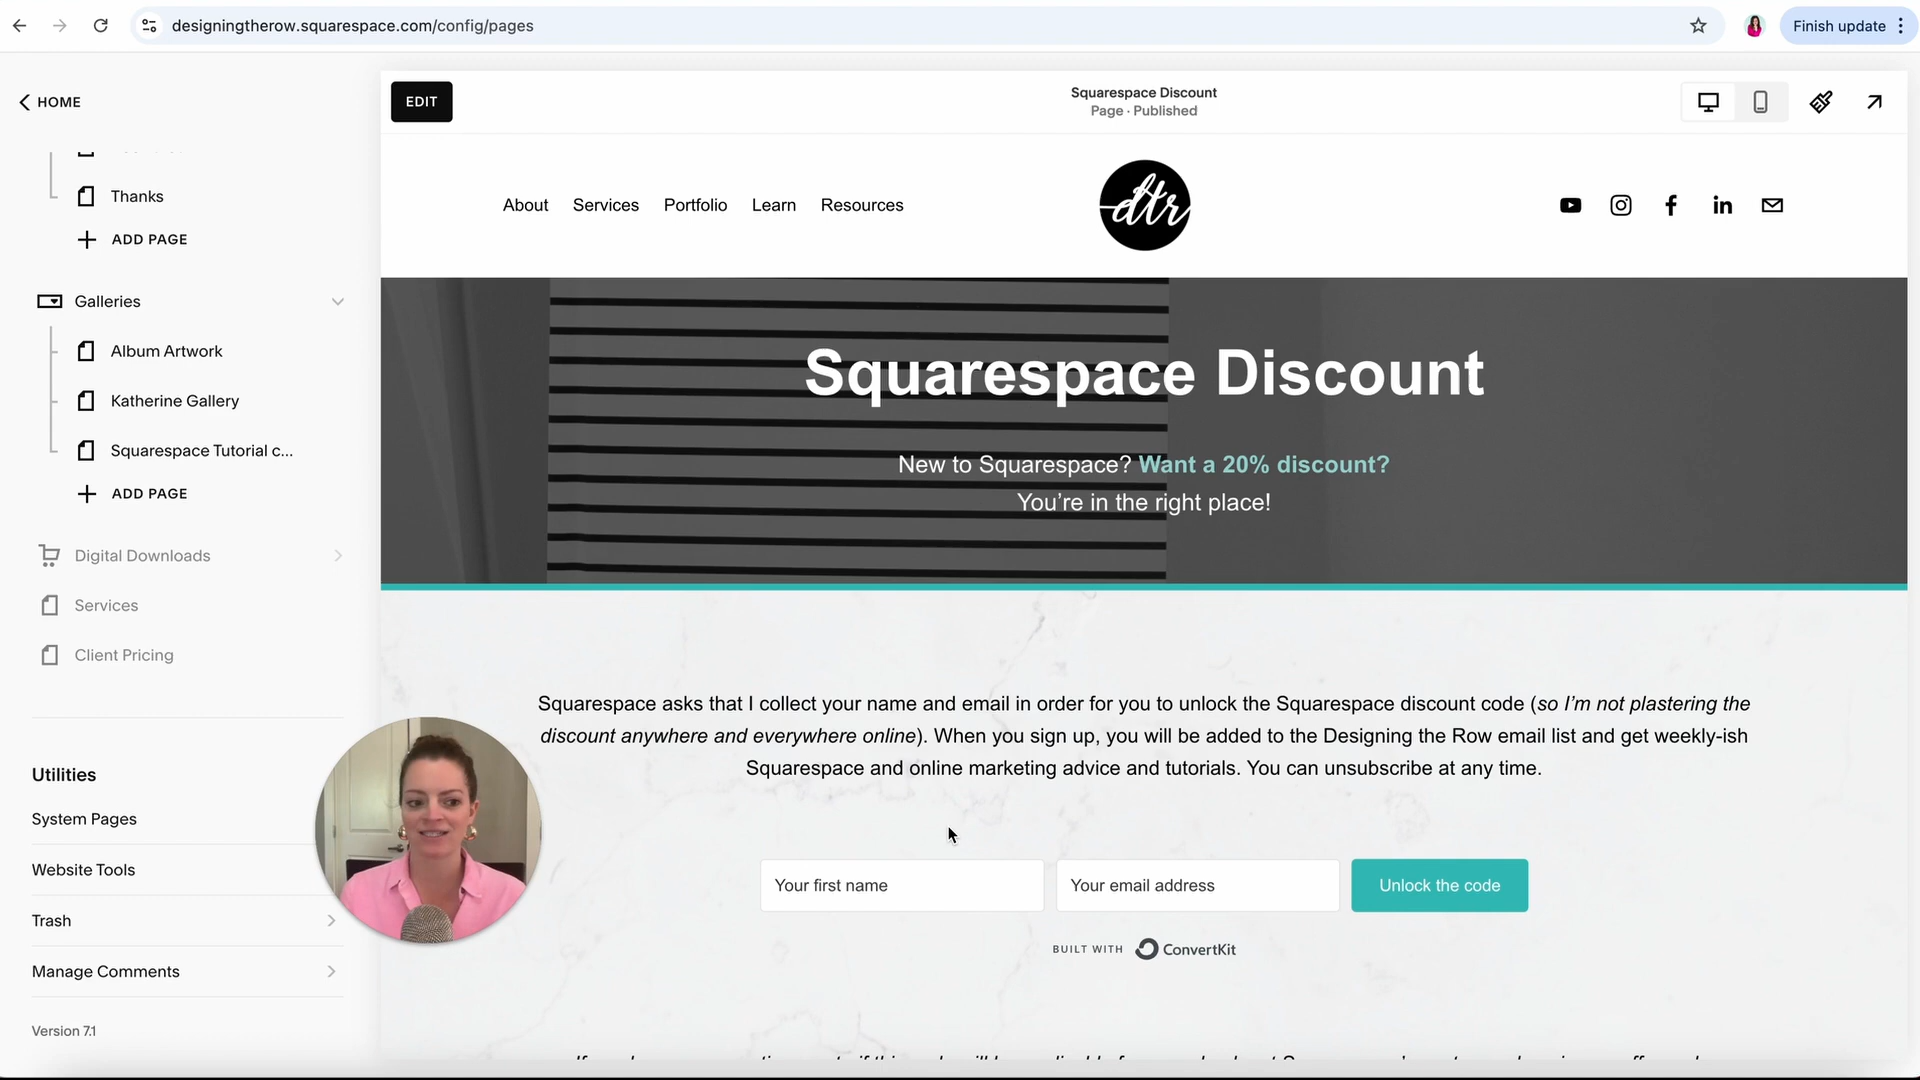 designingtherow.squarespace.com/config/pages
Finish update
HOME
Thanks
ADD PAGE
Galleries
Album Artwork
Katherine Gallery
Squarespace Tutorial c...
ADD PAGE
Digital Downloads
Services
Client Pricing
Utilities
System Pages
Website Tools
Trash
Manage Comments
Version 7.1
EDIT
Squarespace Discount
Page · Published
About Services Portfolio Learn Resources
dtr
Squarespace Discount
New to Squarespace? Want a 20% discount?
You're in the right place!
Squarespace asks that I collect your name and email in order for you to unlock the Squarespace discount code (so I'm not plastering the
discount anywhere and everywhere online). When you sign up, you will be added to the Designing the Row email list and get weekly-ish
Squarespace and online marketing advice and tutorials. You can unsubscribe at any time.
Your first name
Your email address
Unlock the code
BUILT WITH ConvertKit